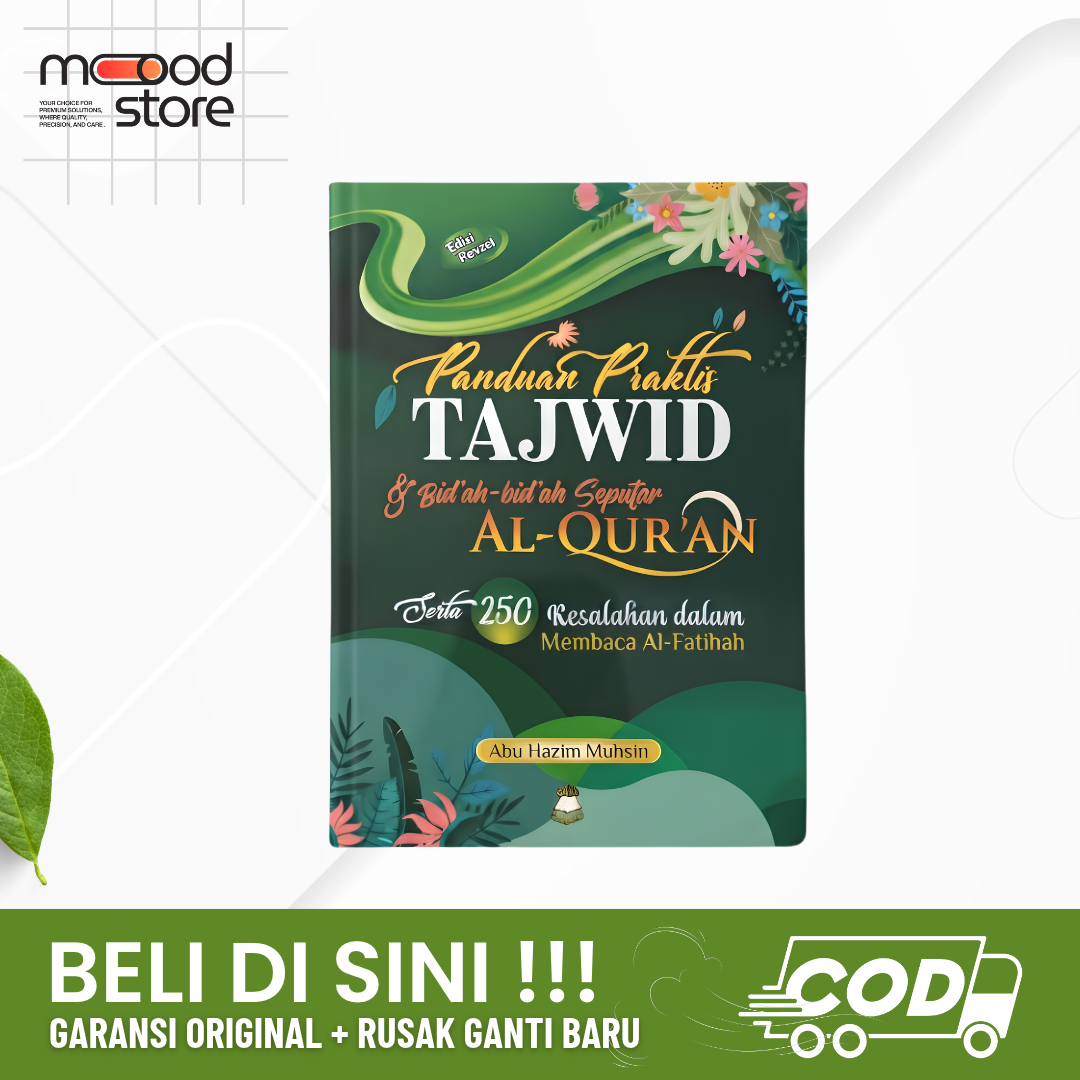 mood
store
YOUR CHOICE FOR
PREMIUM SOLUTIONS,
WHERE QUALITY,
PRECISION, AND CARE.
Edisi
Revzel
Panduan Praktis
TAJWID
& Bid'ah-bid'ah Seputar
AL-QUR'AN
Serta 250 Kesalahan dalam
Membaca Al-Fatihah
Abu Hazim Muhsin
BELI DI SINI !!!
GARANSI ORIGINAL + RUSAK GANTI BARU
COD